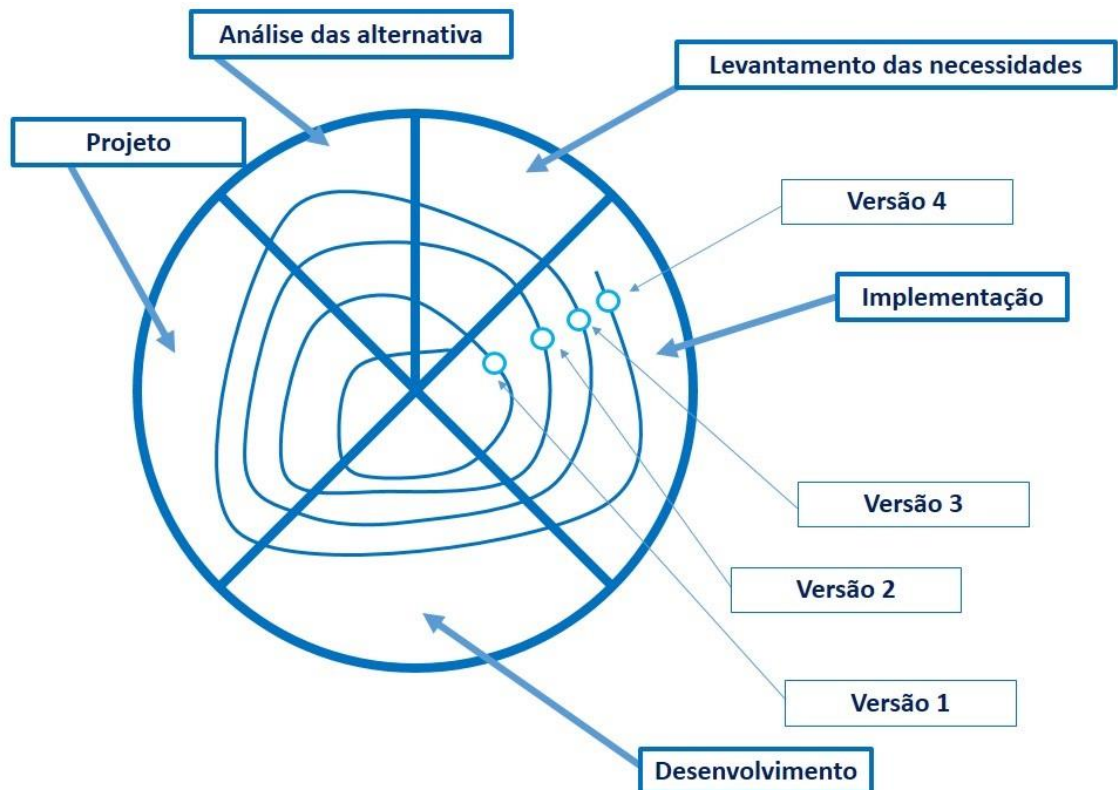 Análise das alternativa
Levantamento das necessidades
Projeto
Versão 4
Implementação
Versão 3
Versão 2
Versão 1
Desenvolvimento